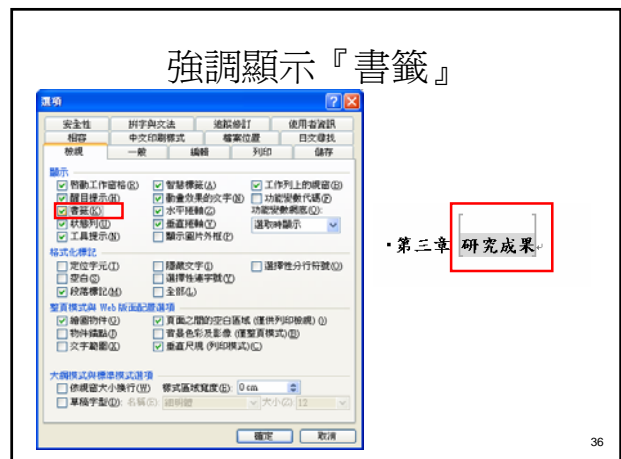 強調顯示『書籤』
選項
安全性 拼字與文法 追蹤修訂 使用者資訊
相容 中文印刷樣式 檔案位置 日文尋找
檢視 一般 編輯 列印 儲存
顯示
啟動工作窗格(R) 智慧標籤(A) 工作列上的視窗(B)
醒目提示(N) 動畫效果的文字(N) 功能變數代碼(F)
書籤(K) 水平捲軸(Z) 功能變數網底(O):
狀態列(U) 垂直捲軸(V) 選取時顯示
工具提示(N) 顯示圖片外框(P)
格式化標記
定位字元(T) 隱藏文字(I) 選擇性分行符號(O)
空白(S) 選擇性連字號(Y)
段落標記(M) 全部(L)
整頁模式與 Web 版面配置選項
繪圖物件(G) 頁面之間的空白區域 (僅供列印檢視) ()
物件錨點(J) 背景色彩及影像 (僅整頁模式)(B)
文字範圍(X) 垂直尺規 (列印模式)(C)
大綱模式與標準模式選項
依視窗大小換行(W) 樣式區域寬度(E): 0 cm
草稿字型(D): 名稱(E) 細明體 大小(Z) 12
確定 取消
·第三章 研究成果
36